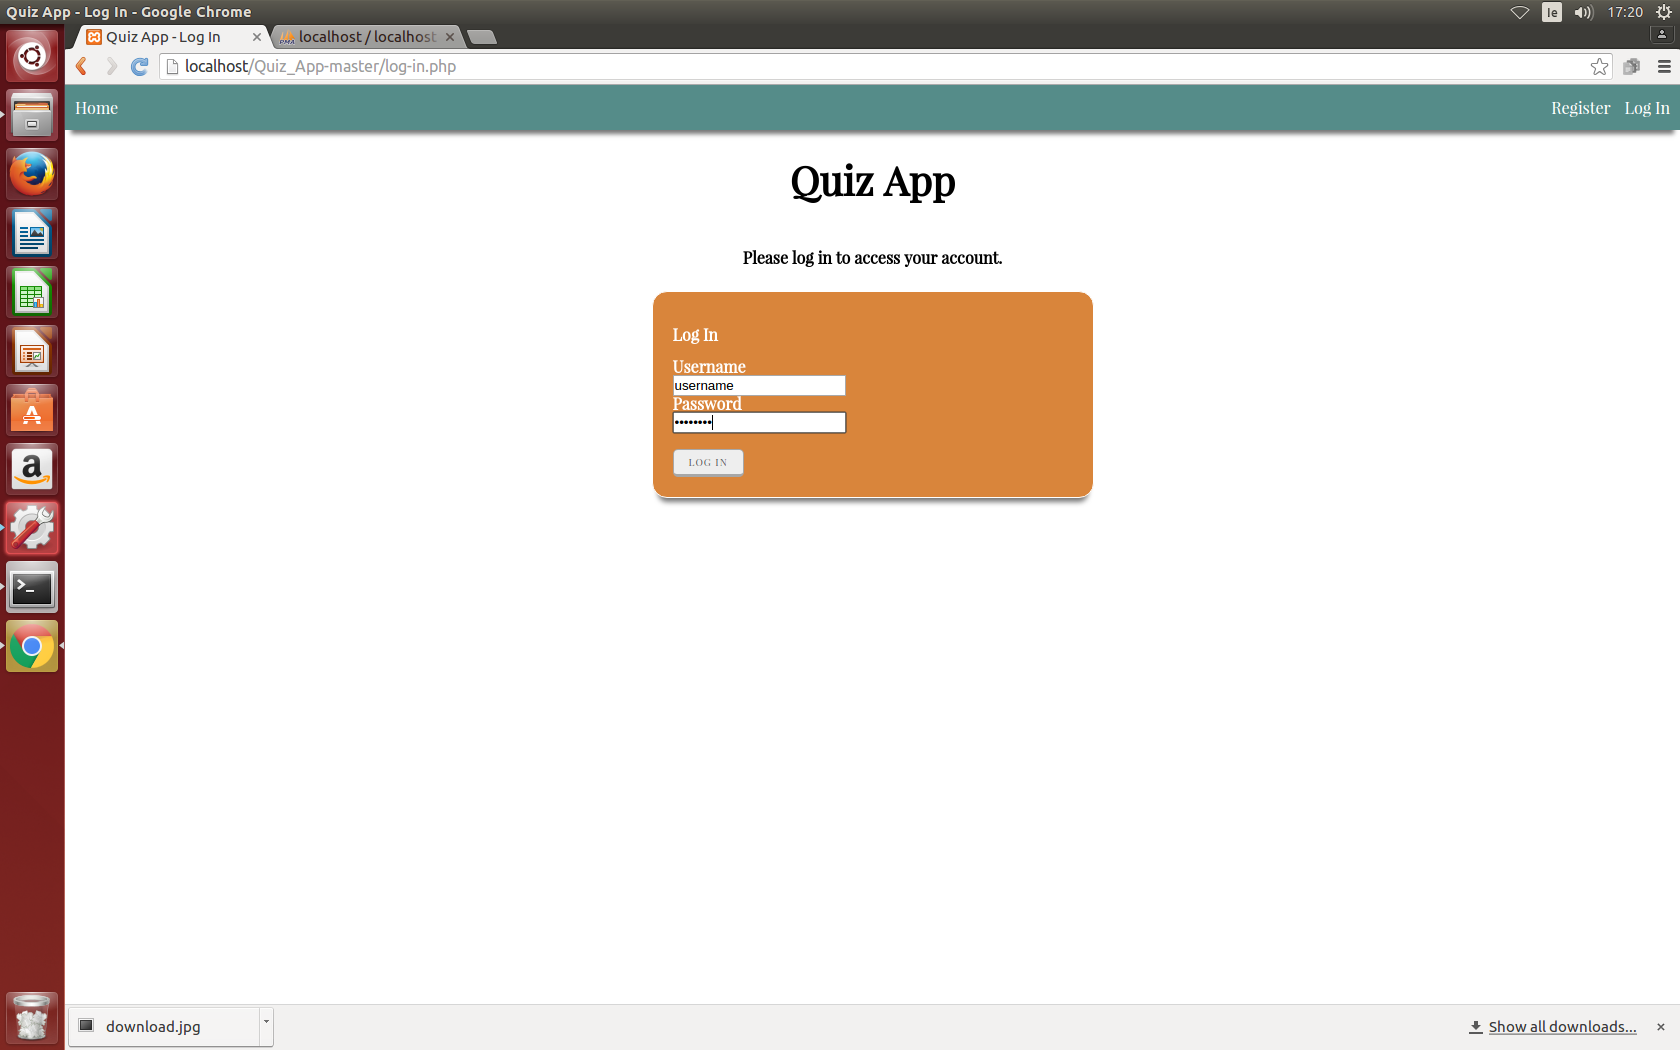 Quiz App - Log In - Google Chrome
Ie
17:20
Quiz App - Log In
localhost / localhost
localhost/Quiz_App-master/log-in.php
Home
Register
Log In
Quiz App
Please log in to access your account.
Log In
Username
username
Password
••••••••
LOG IN
download.jpg
Show all downloads...